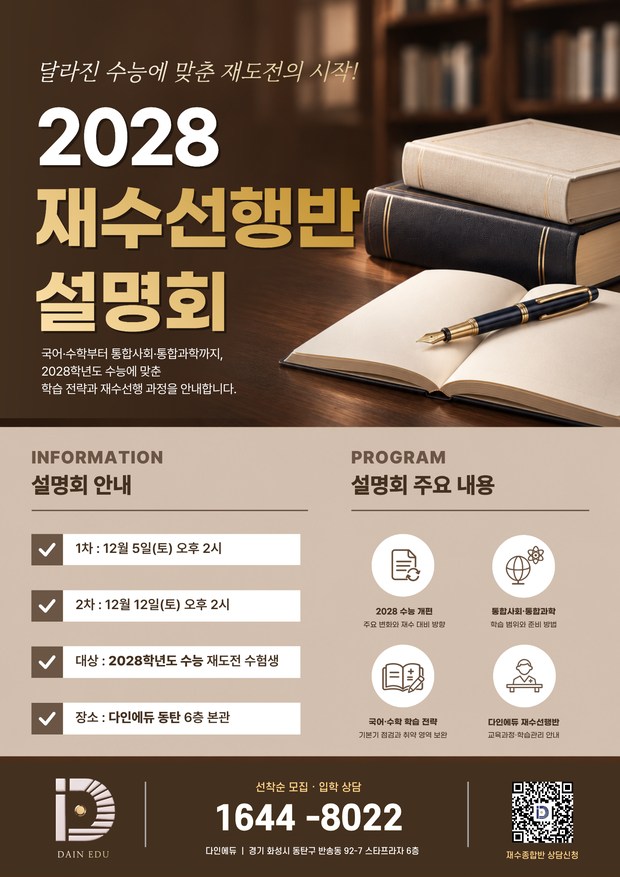 달라진 수능에 맞춘 재도전의 시작!
2028
재수선행반
설명회
국어·수학부터 통합사회·통합과학까지,
2028학년도 수능에 맞춘
학습 전략과 재수선행 과정을 안내합니다.
INFORMATION
설명회 안내
1차 : 12월 5일(토) 오후 2시
2차 : 12월 12일(토) 오후 2시
대상 : 2028학년도 수능 재도전 수험생
장소 : 다인에듀 동탄 6층 본관
PROGRAM
설명회 주요 내용
2028 수능 개편
주요 변화와 재수 대비 방향
통합사회·통합과학
학습 범위와 준비 방법
국어·수학 학습 전략
기본기 점검과 취약 영역 보완
다인에듀 재수선행반
교육과정·학습관리 안내
DAIN EDU
선착순 모집 · 입학 상담
1644 -8022
다인에듀 | 경기 화성시 동탄구 반송동 92-7 스타프라자 6층
재수종합반 상담신청